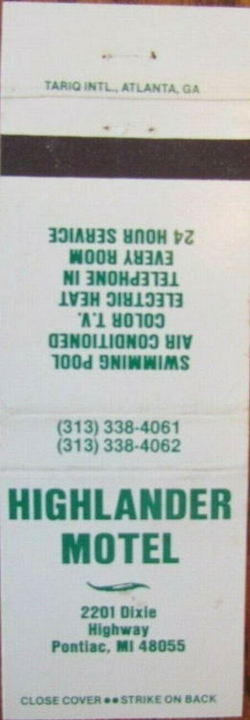 TARIQ INTL., ATLANTA, GA
SWIMMING POOL
AIR CONDITIONED
COLOR T.V.
ELECTRIC HEAT
TELEPHONE IN
EVERY ROOM
24 HOUR SERVICE
(313) 338-4061
(313) 338-4062
HIGHLANDER
MOTEL
2201 Dixie
Highway
Pontiac, MI 48055
CLOSE COVER●●STRIKE ON BACK